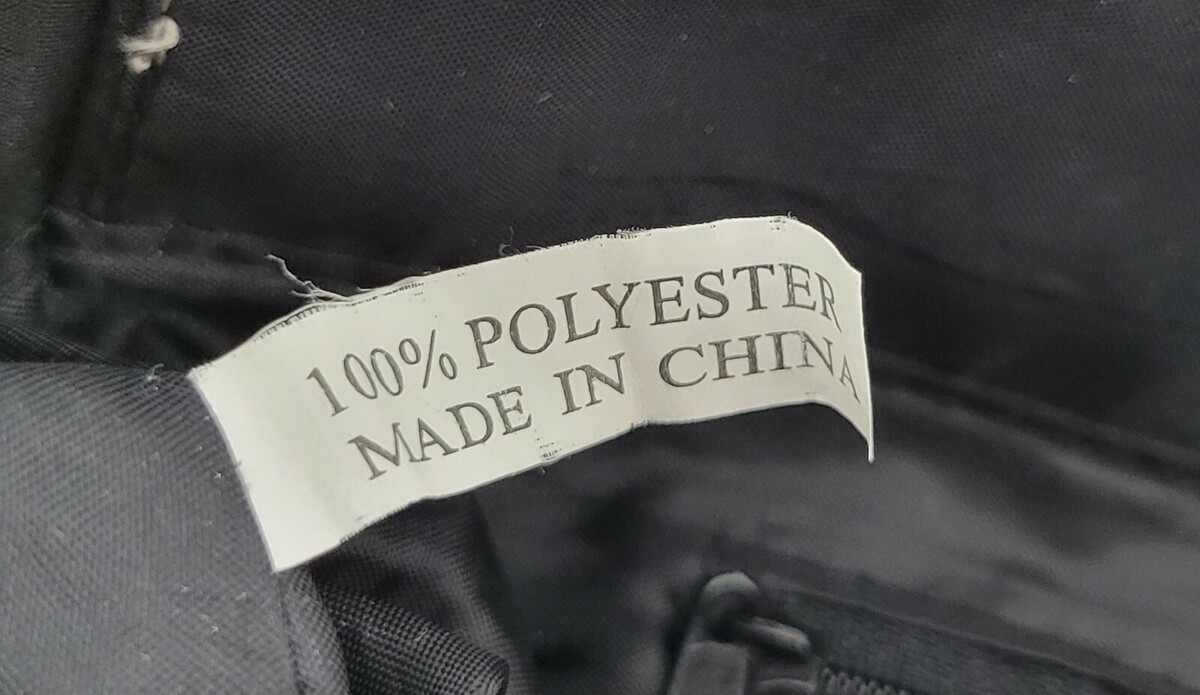 100% POLYESTER
MADE IN CHINA